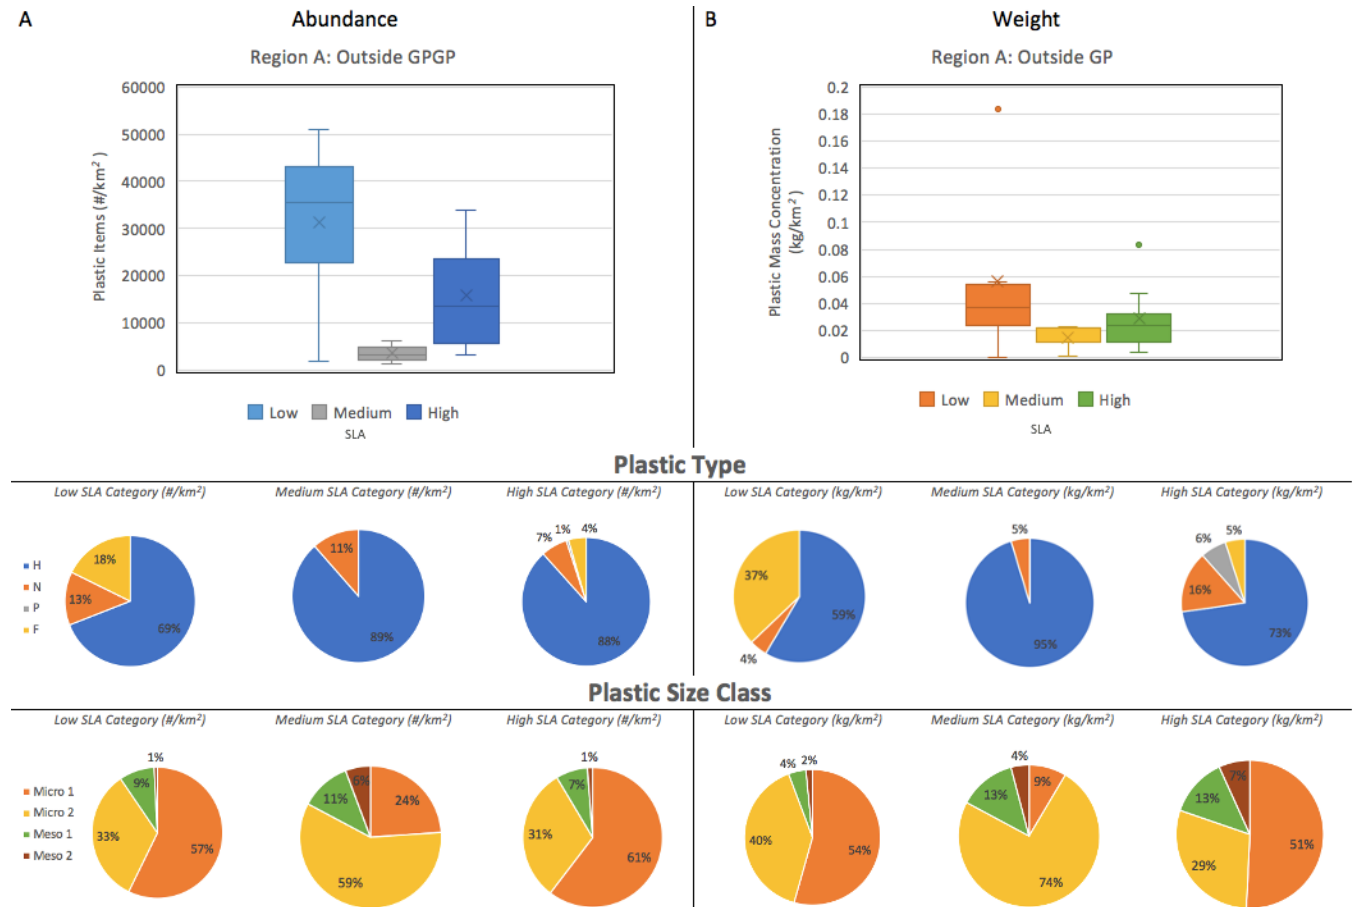 A
Abundance
Region A: Outside GPGP
60000
50000
40000
30000
20000
10000
0
Plastic Items (#/km²)
Low Medium High
SLA
B
Weight
Region A: Outside GP
0.2
0.18
0.16
0.14
0.12
0.1
0.08
0.06
0.04
0.02
0
Plastic Mass Concentration
(kg/km²)
Low Medium High
SLA
Plastic Type
Low SLA Category (#/km²) Medium SLA Category (#/km²) High SLA Category (#/km²) Low SLA Category (kg/km²) Medium SLA Category (kg/km²) High SLA Category (kg/km²)
H
N
P
F
18%
13%
69%
11%
89%
7% 1% 4%
88%
37%
4%
59%
5%
95%
6% 5%
16%
73%
Plastic Size Class
Low SLA Category (#/km²) Medium SLA Category (#/km²) High SLA Category (#/km²) Low SLA Category (kg/km²) Medium SLA Category (kg/km²) High SLA Category (kg/km²)
Micro 1
Micro 2
Meso 1
Meso 2
1%
9%
33%
57%
6%
11%
24%
59%
1%
7%
31%
61%
4% 2%
40%
54%
4%
13%
9%
74%
7%
13%
29%
51%